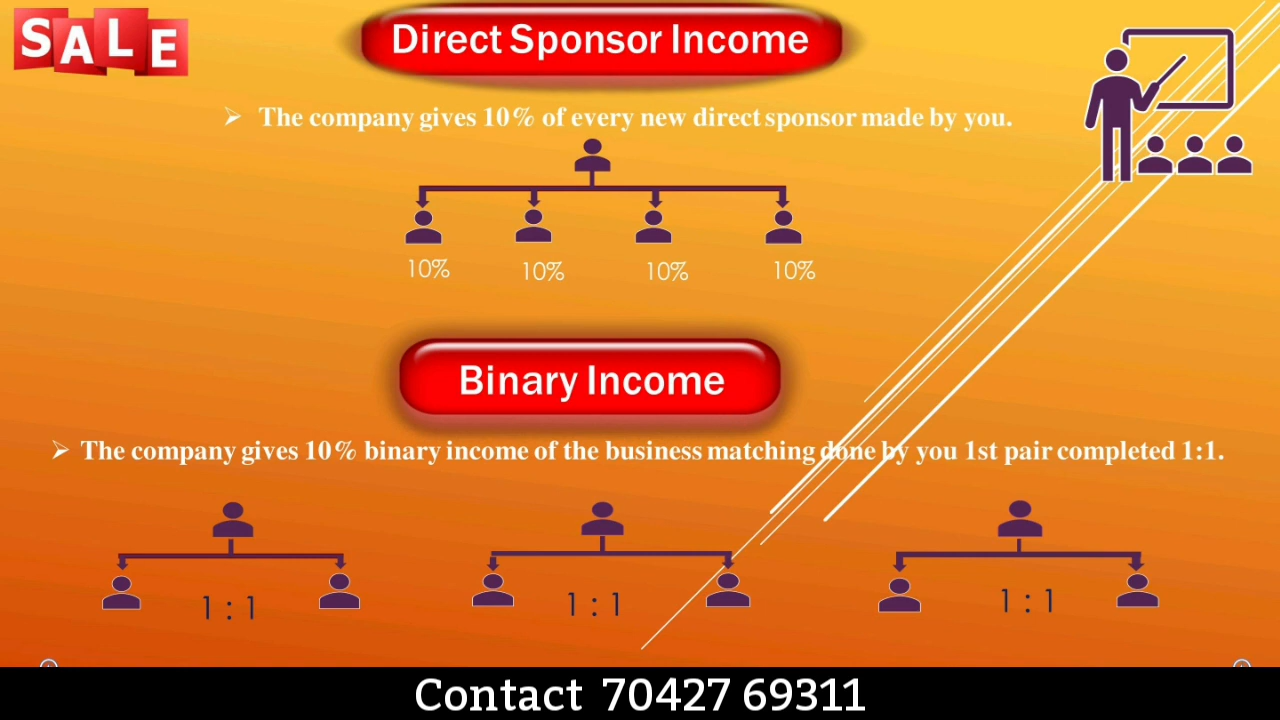 SALE
Direct Sponsor Income
➢ The company gives 10% of every new direct sponsor made by you.
10% 10% 10% 10%
Binary Income
➢ The company gives 10% binary income of the business matching done by you 1st pair completed 1:1.
1 : 1 1 : 1 1 : 1
Contact 70427 69311